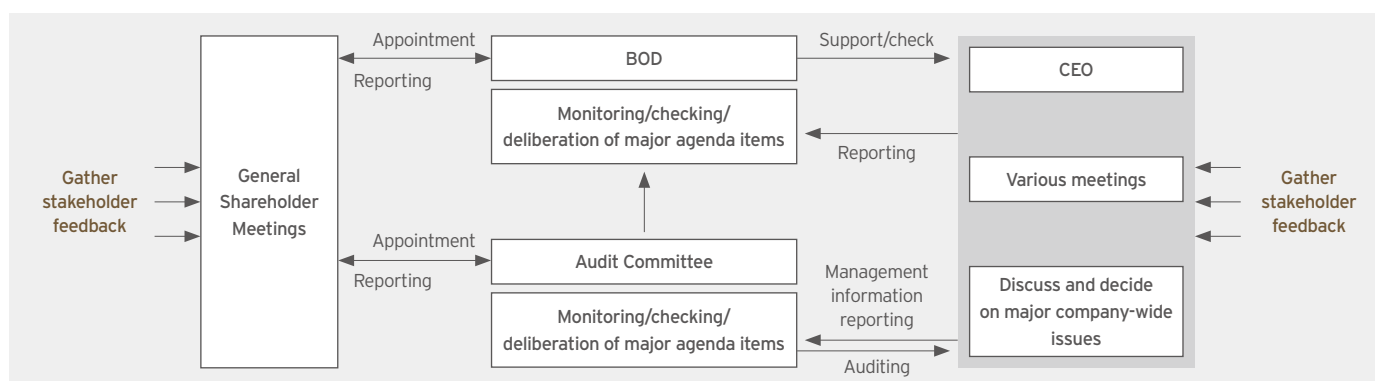 Gather
stakeholder
feedback
General
Shareholder
Meetings
Appointment
Reporting
Appointment
Reporting
BOD
Monitoring/checking/
deliberation of major agenda items
Audit Committee
Monitoring/checking/
deliberation of major agenda items
Support/check
Reporting
Management
information
reporting
Auditing
CEO
Various meetings
Discuss and decide
on major company-wide
issues
Gather
stakeholder
feedback